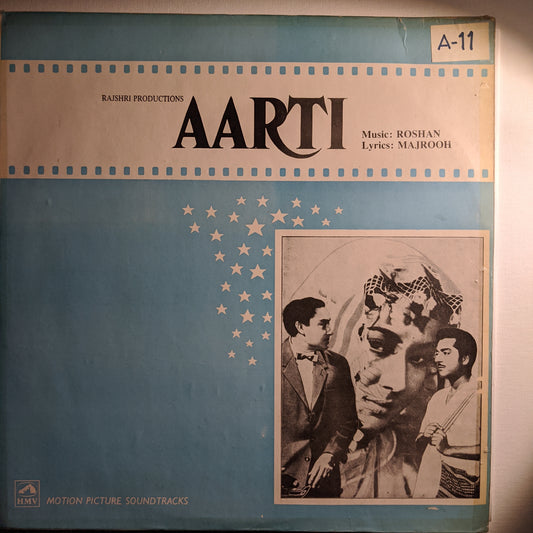 A-11
RAJSHRI PRODUCTIONS
AARTI
Music: ROSHAN
Lyrics: MAJROOH
HMV
MOTION PICTURE SOUNDTRACKS